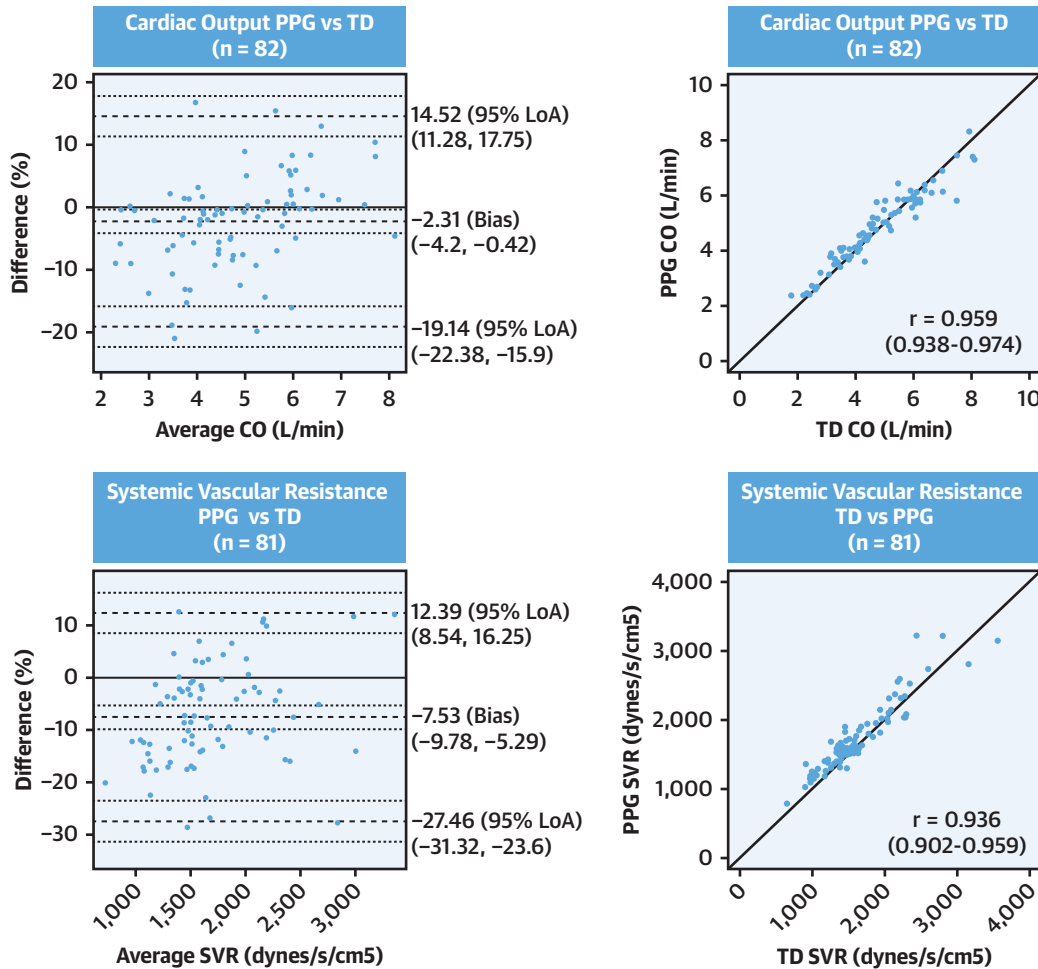 Cardiac Output PPG vs TD
(n = 82)
20
10
0
−10
−20
Difference (%)
14.52 (95% LoA)
(11.28, 17.75)
−2.31 (Bias)
(−4.2, −0.42)
−19.14 (95% LoA)
(−22.38, −15.9)
2 3 4 5 6 7 8
Average CO (L/min)
Cardiac Output PPG vs TD
(n = 82)
10
8
6
4
2
0
PPG CO (L/min)
r = 0.959
(0.938-0.974)
0 2 4 6 8 10
TD CO (L/min)
Systemic Vascular Resistance
PPG vs TD
(n = 81)
10
0
−10
−20
−30
Difference (%)
12.39 (95% LoA)
(8.54, 16.25)
−7.53 (Bias)
(−9.78, −5.29)
−27.46 (95% LoA)
(−31.32, −23.6)
1,000 1,500 2,000 2,500 3,000
Average SVR (dynes/s/cm5)
Systemic Vascular Resistance
TD vs PPG
(n = 81)
4,000
3,000
2,000
1,000
0
PPG SVR (dynes/s/cm5)
r = 0.936
(0.902-0.959)
0 1,000 2,000 3,000 4,000
TD SVR (dynes/s/cm5)